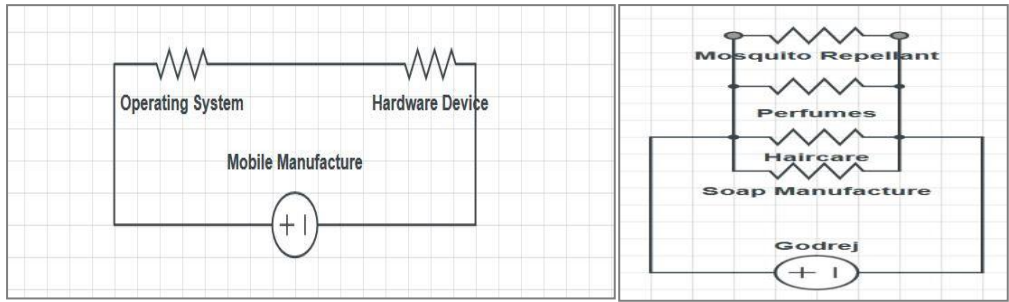 Operating System
Hardware Device
Mobile Manufacture
Mosquito Repellant
Perfumes
Haircare
Soap Manufacture
Godrej